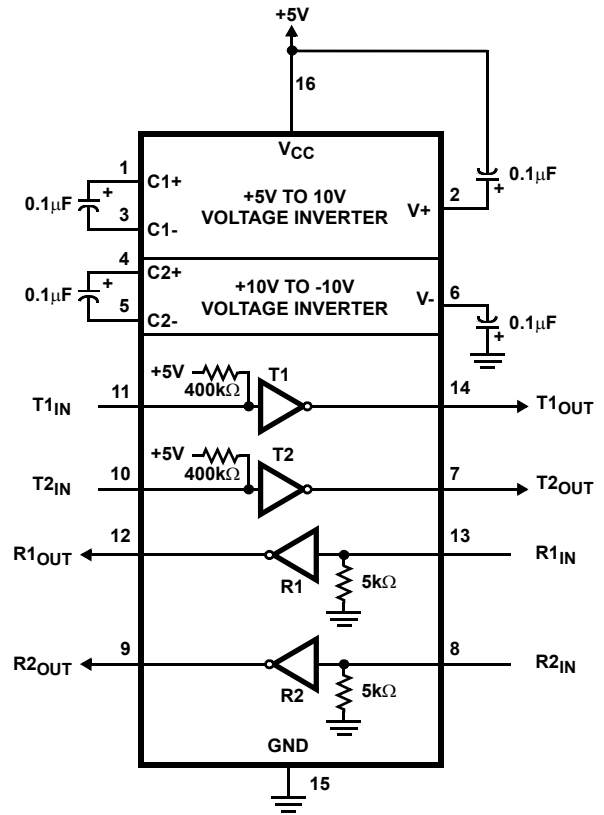 +5V
16
VCC
1
C1+
0.1μF
+
3
C1-
+5V TO 10V
VOLTAGE INVERTER
V+
2
+
0.1μF
4
C2+
0.1μF
+
5
C2-
+10V TO -10V
VOLTAGE INVERTER
V-
6
+
0.1μF
T1IN
11
+5V
400kΩ
T1
14
T1OUT
T2IN
10
+5V
400kΩ
T2
7
T2OUT
R1OUT
12
R1
5kΩ
13
R1IN
R2OUT
9
R2
5kΩ
8
R2IN
GND
15